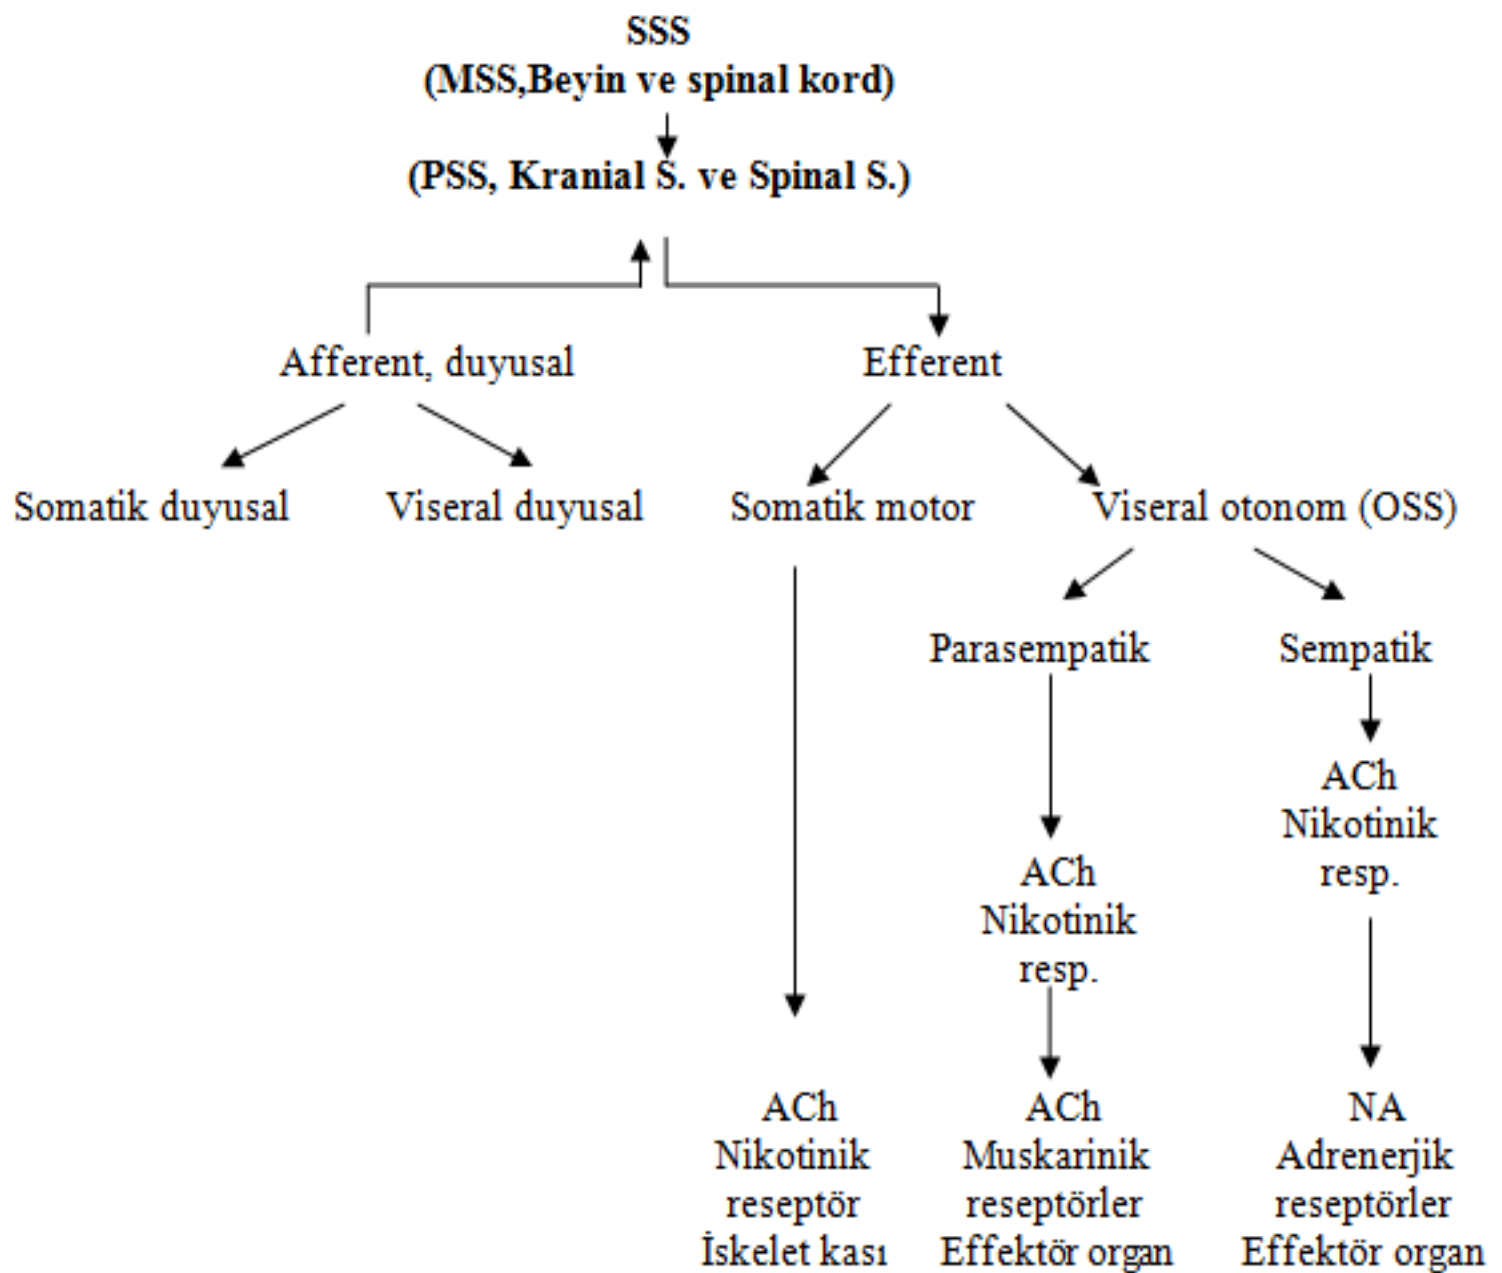 SSS
(MSS,Beyin ve spinal kord)
(PSS, Kranial S. ve Spinal S.)
Afferent, duyusal
Efferent
Somatik duyusal
Viseral duyusal
Somatik motor
Viseral otonom (OSS)
Parasempatik
Sempatik
ACh
Nikotinik
resp.
ACh
Nikotinik
resp.
ACh
Nikotinik
reseptör
İskelet kası
ACh
Muskarinik
reseptörler
Effektör organ
NA
Adrenerjik
reseptörler
Effektör organ